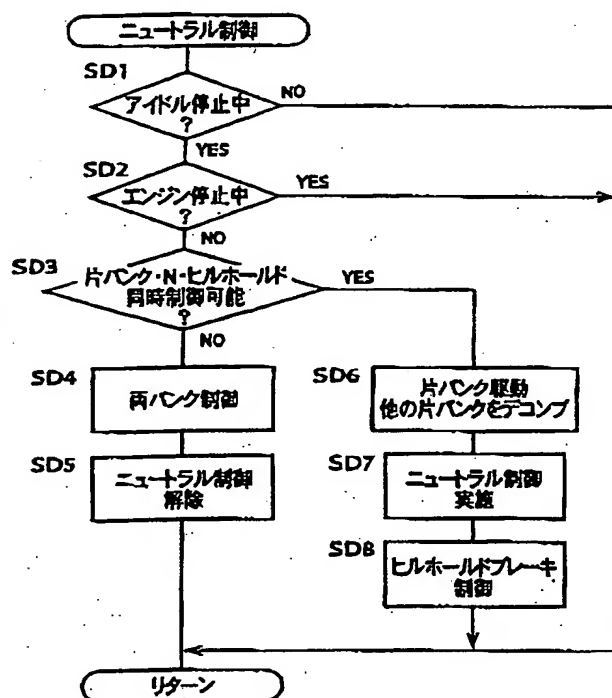 ニュートラル制御
SD1
アイドル停止中
?
NO
YES
SD2
エンジン停止中
?
YES
NO
SD3
片バンク・N・ヒルホールド
同時制御可能
?
YES
NO
SD4
両バンク制御
SD6
片バンク駆動
他の片バンクをデコンプ
SD5
ニュートラル制御
解除
SD7
ニュートラル制御
実施
SD8
ヒルホールドブレーキ
制御
リターン